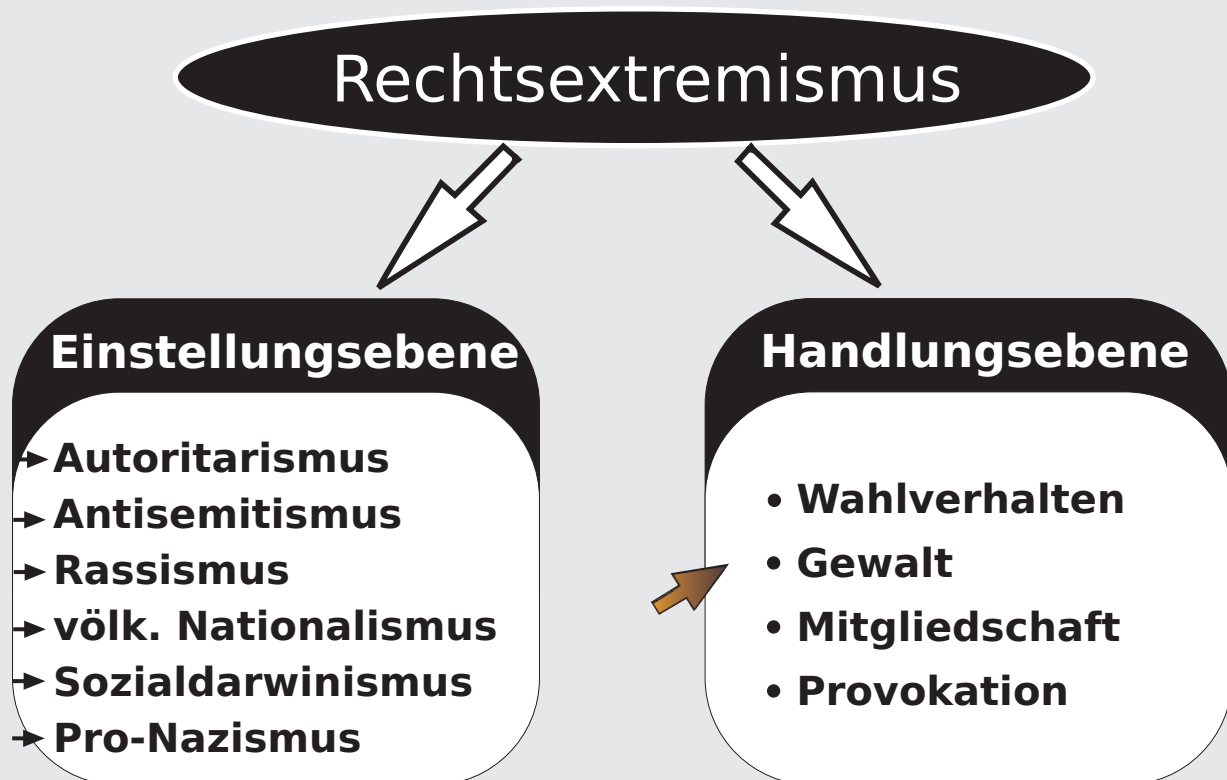 Rechtsextremismus
Einstellungsebene
Autoritarismus
Antisemitismus
Rassismus
völk. Nationalismus
Sozialdarwinismus
Pro-Nazismus
Handlungsebene
• Wahlverhalten
• Gewalt
• Mitgliedschaft
• Provokation